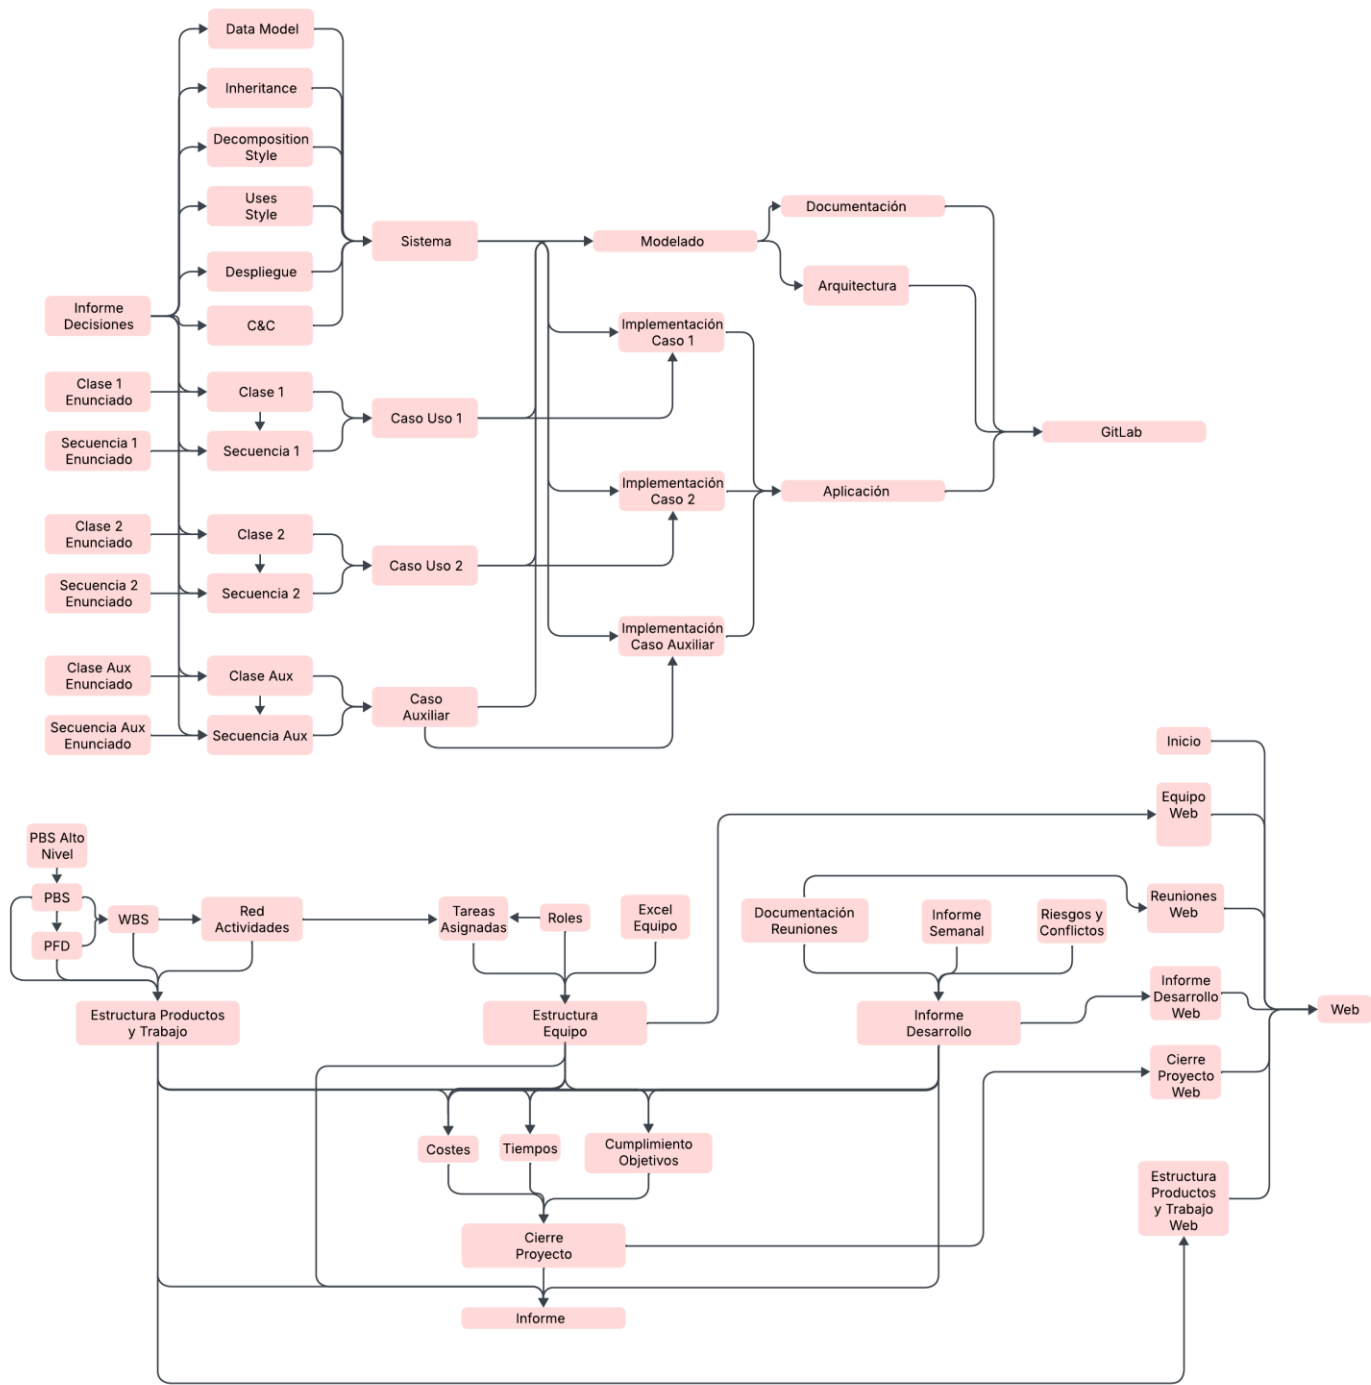 Data Model
Inheritance
Decomposition
Style
Uses
Style
Despliegue
C&C
Informe
Decisiones
Sistema
Modelado
Documentación
Arquitectura
Implementación
Caso 1
Clase 1
Enunciado
Clase 1
Caso Uso 1
Secuencia 1
Enunciado
Secuencia 1
GitLab
Implementación
Caso 2
Aplicación
Clase 2
Enunciado
Clase 2
Caso Uso 2
Secuencia 2
Enunciado
Secuencia 2
Implementación
Caso Auxiliar
Clase Aux
Enunciado
Clase Aux
Caso
Auxiliar
Secuencia Aux
Enunciado
Secuencia Aux
Inicio
Equipo
Web
PBS Alto
Nivel
PBS
PFD
WBS
Red
Actividades
Tareas
Asignadas
Roles
Excel
Equipo
Documentación
Reuniones
Informe
Semanal
Riesgos y
Conflictos
Reuniones
Web
Estructura Productos
y Trabajo
Estructura
Equipo
Informe
Desarrollo
Informe
Desarrollo
Web
Web
Cierre
Proyecto
Web
Costes
Tiempos
Cumplimiento
Objetivos
Estructura
Productos
y Trabajo
Web
Cierre
Proyecto
Informe